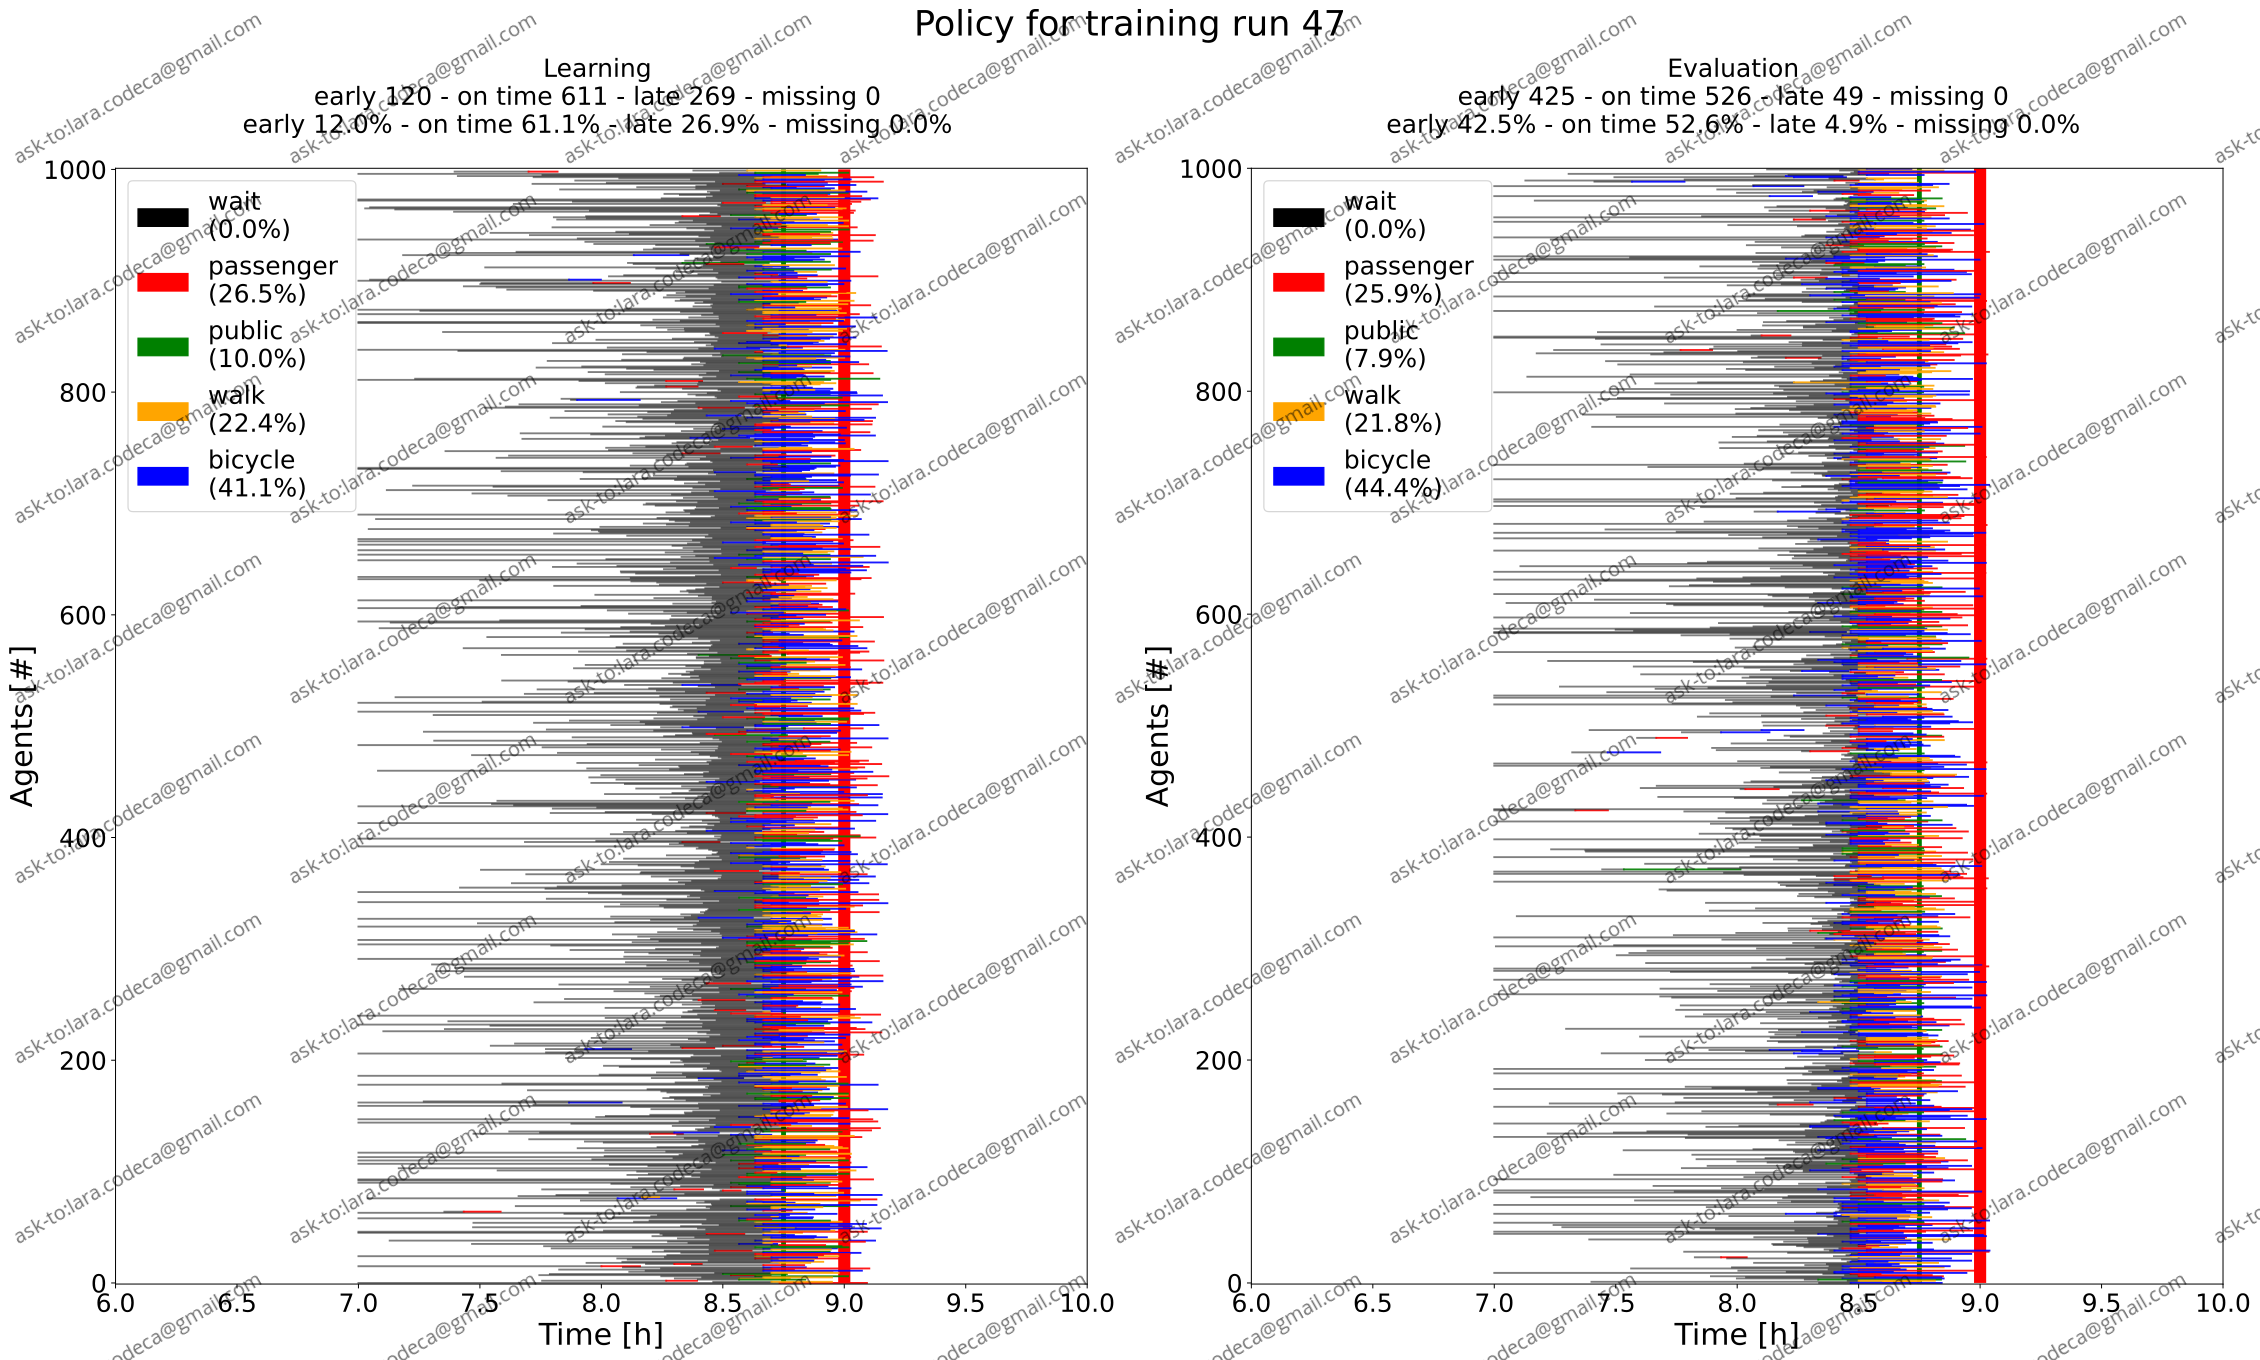 Policy for training run 47
Learning
early 120 - on time 611 - late 269 - missing 0
early 12.0% - on time 61.1% - late 26.9% - missing 0.0%
1000
800
600
400
200
0
Agents [#]
wait
(0.0%)
passenger
(26.5%)
public
(10.0%)
walk
(22.4%)
bicycle
(41.1%)
6.0 6.5 7.0 7.5 8.0 8.5 9.0 9.5 10.0
Time [h]
Evaluation
early 425 - on time 526 - late 49 - missing 0
early 42.5% - on time 52.6% - late 4.9% - missing 0.0%
1000
800
600
400
200
0
Agents [#]
wait
(0.0%)
passenger
(25.9%)
public
(7.9%)
walk
(21.8%)
bicycle
(44.4%)
6.0 6.5 7.0 7.5 8.0 8.5 9.0 9.5 10.0
Time [h]
ask-to:lara.codeca@gmail.com